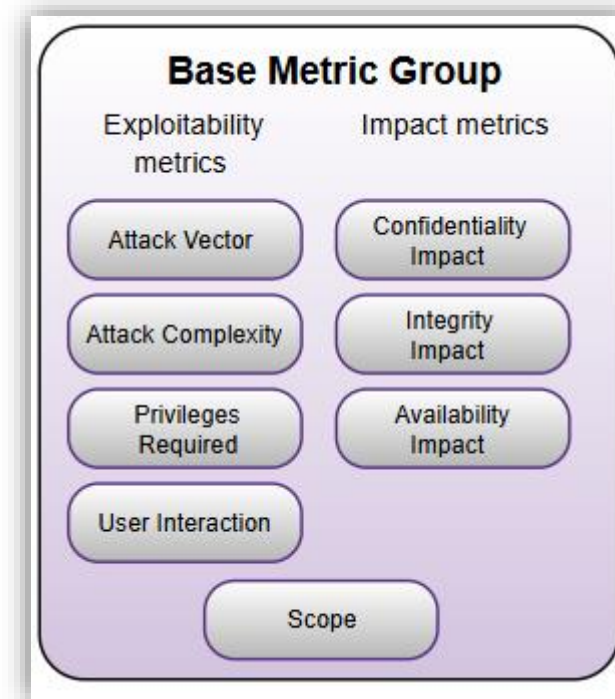 Base Metric Group
Exploitability
metrics
Impact metrics
Attack Vector
Confidentiality
Impact
Attack Complexity
Integrity
Impact
Privileges
Required
Availability
Impact
User Interaction
Scope